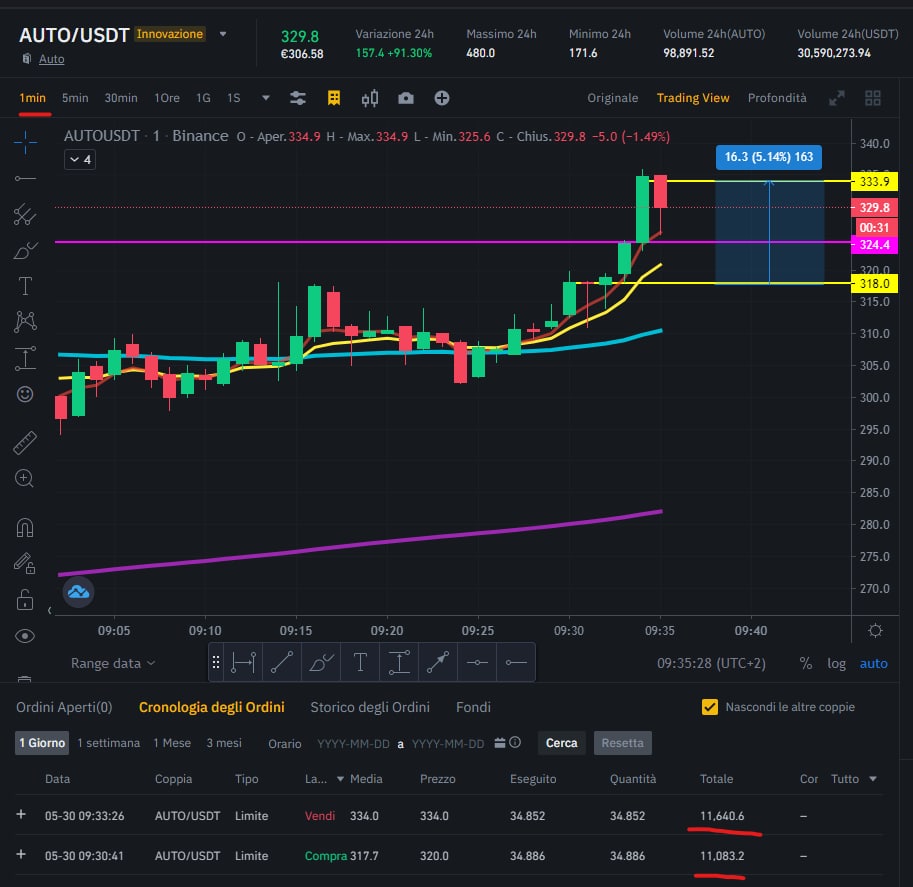 AUTO/USDT Innovazione
Auto
329.8
€306.58
Variazione 24h
157.4 +91.30%
Massimo 24h
480.0
Minimo 24h
171.6
Volume 24h(AUTO)
98,891.52
Volume 24h(USDT)
30,590,273.94
1min 5min 30min 1Ore 1G 1S
Originale Trading View Profondità
AUTOUSDT · 1 · Binance O - Aper.334.9 H - Max.334.9 L - Min.325.6 C - Chius.329.8 −5.0 (−1.49%)
4
16.3 (5.14%) 163
340.0
333.9
329.8
00:31
324.4
320.0
318.0
315.0
310.0
305.0
300.0
295.0
290.0
285.0
280.0
275.0
270.0
09:05 09:10 09:15 09:20 09:25 09:30 09:35 09:40
Range data
09:35:28 (UTC+2) % log auto
Ordini Aperti(0) Cronologia degli Ordini Storico degli Ordini Fondi Nascondi le altre coppie
1 Giorno 1 settimana 1 Mese 3 mesi Orario YYYY-MM-DD a YYYY-MM-DD Cerca Resetta
Data Coppia Tipo La... Media Prezzo Eseguito Quantità Totale Cor Tutto
+ 05-30 09:33:26 AUTO/USDT Limite Vendi 334.0 334.0 34.852 34.852 11,640.6 –
+ 05-30 09:30:41 AUTO/USDT Limite Compra 317.7 320.0 34.886 34.886 11,083.2 –